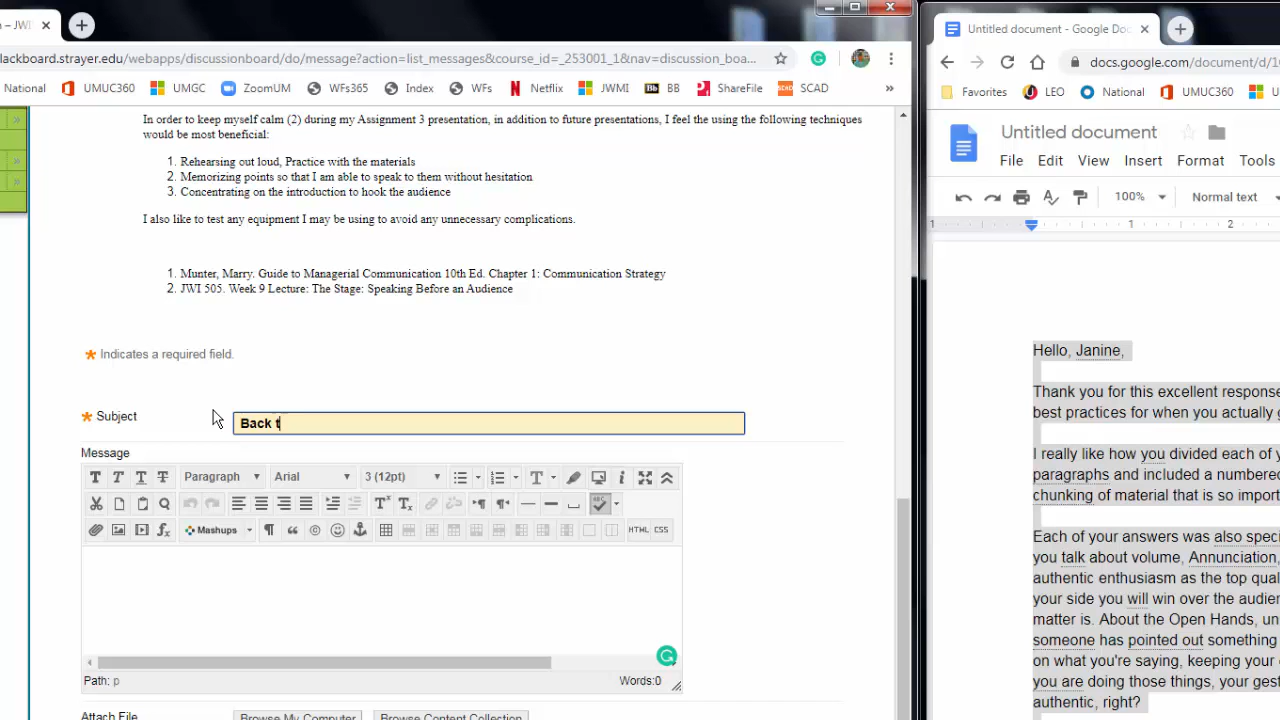 – JWI
Untitled document - Google Doc
lackboard.strayer.edu/webapps/discussionboard/do/message?action=list_messages&course_id=_253001_1&nav=discussion_boa...
docs.google.com/document/d/1
National UMUC360 UMGC ZoomUM WFs365 Index WFs Netflix JWMI Bb BB ShareFile SCAD SCAD »
Favorites LEO National UMUC360
Untitled document
File Edit View Insert Format Tools
100% Normal text
1 1 2
In order to keep myself calm (2) during my Assignment 3 presentation, in addition to future presentations, I feel the using the following techniques
would be most beneficial:
1. Rehearsing out loud, Practice with the materials
2. Memorizing points so that I am able to speak to them without hesitation
3. Concentrating on the introduction to hook the audience
I also like to test any equipment I may be using to avoid any unnecessary complications.
1. Munter, Marry. Guide to Managerial Communication 10th Ed. Chapter 1: Communication Strategy
2. JWI 505. Week 9 Lecture: The Stage: Speaking Before an Audience
* Indicates a required field.
* Subject
Back t
Message
T T T T Paragraph Arial 3 (12pt) T i
ABC
Mashups HTML CSS
Path: p Words:0
Attach File Browse My Computer Browse Content Collection
Hello, Janine,
Thank you for this excellent response
best practices for when you actually g
I really like how you divided each of y
paragraphs and included a numbered
chunking of material that is so import
Each of your answers was also speci
you talk about volume, Annunciation,
authentic enthusiasm as the top qual
your side you will win over the audien
matter is. About the Open Hands, un
someone has pointed out something
on what you're saying, keeping your
you are doing those things, your gest
authentic, right?